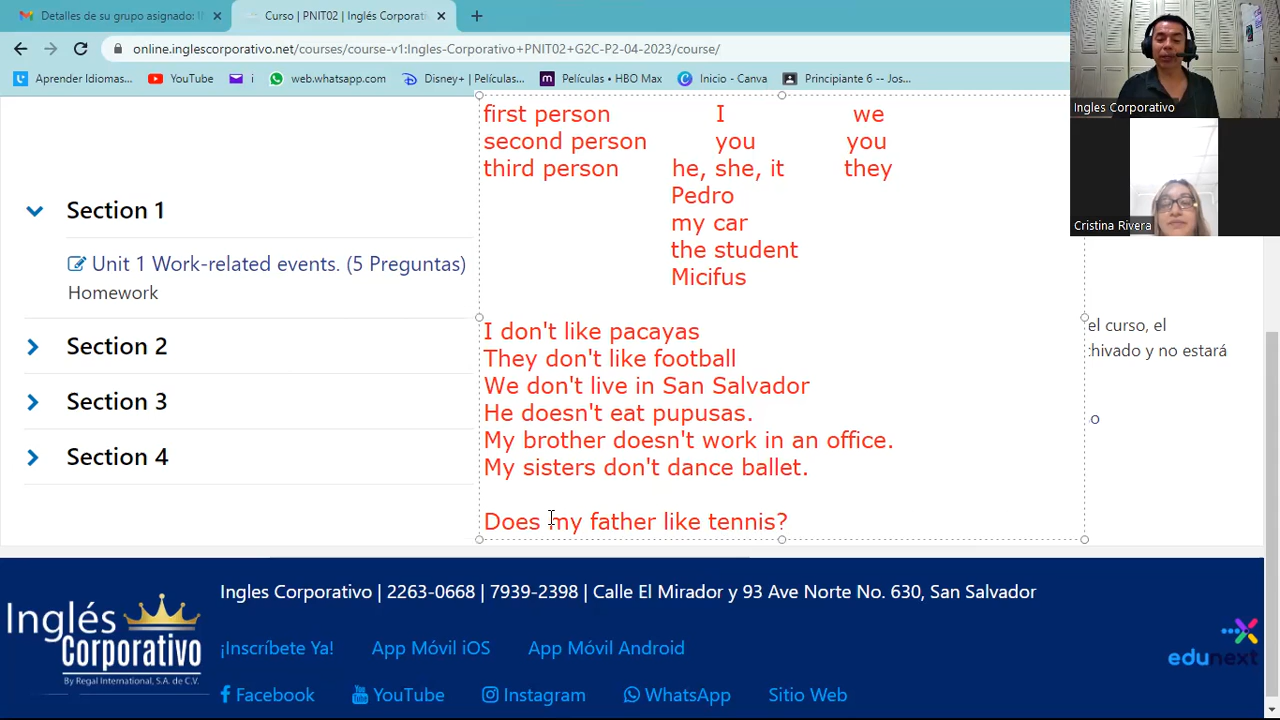 Detalles de su grupo asignado: 1
Curso | PNIT02 | Inglés Corporati
online.inglescorporativo.net/courses/course-v1:Ingles-Corporativo+PNIT02+G2C-P2-04-2023/course/
Aprender Idiomas...
YouTube
i
web.whatsapp.com
Disney+ | Películas...
Películas • HBO Max
Inicio - Canva
Principiante 6 -- Jos...
Ingles Corporativo
Cristina Rivera
first person I we
second person you you
third person he, she, it they
Pedro
my car
the student
Micifus
I don't like pacayas
They don't like football
We don't live in San Salvador
He doesn't eat pupusas.
My brother doesn't work in an office.
My sisters don't dance ballet.
Does my father like tennis?
Section 1
Unit 1 Work-related events. (5 Preguntas)
Homework
Section 2
Section 3
Section 4
el curso, el
chivado y no estará
o
Inglés
Corporativo
By Regal International, S.A. de C.V.
Ingles Corporativo | 2263-0668 | 7939-2398 | Calle El Mirador y 93 Ave Norte No. 630, San Salvador
¡Inscríbete Ya!
App Móvil iOS
App Móvil Android
Facebook
YouTube
Instagram
WhatsApp
Sitio Web
edunext